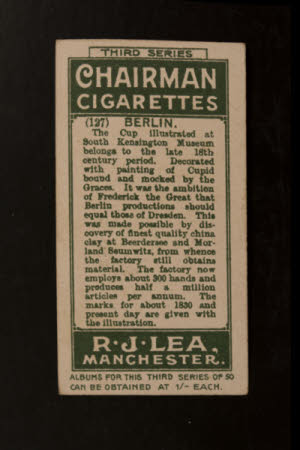 THIRD SERIES
CHAIRMAN
CIGARETTES
(127) BERLIN.
The Cup illustrated at
South Kensington Museum
belongs to the late 18th
century period. Decorated
with painting of Cupid
bound and mocked by the
Graces. It was the ambition
of Frederick the Great that
Berlin productions should
equal those of Dresden. This
was made possible by dis-
covery of finest quality china
clay at Beerdersee and Mor-
land Seumwitz, from whence
the factory still obtains
material. The factory now
employs about 300 hands and
produces half a million
articles per annum. The
marks for about 1830 and
present day are given with
the illustration.
R·J·LEA,
MANCHESTER.
ALBUMS FOR THIS THIRD SERIES OF 50
CAN BE OBTAINED AT 1/- EACH.